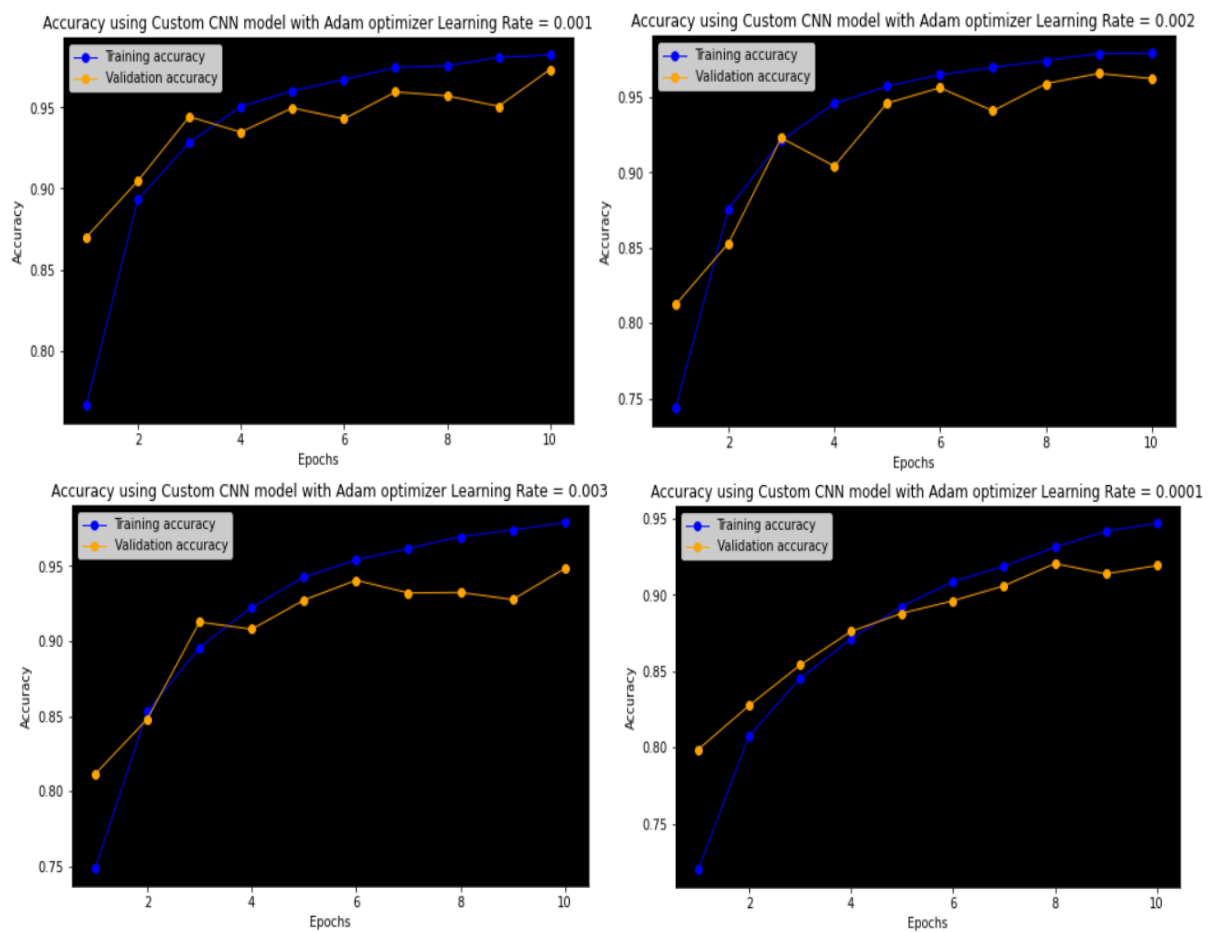 Accuracy using Custom CNN model with Adam optimizer Learning Rate = 0.001
Training accuracy
Validation accuracy
0.95
0.90
0.85
0.80
Accuracy
2 4 6 8 10
Epochs
Accuracy using Custom CNN model with Adam optimizer Learning Rate = 0.002
Training accuracy
Validation accuracy
0.95
0.90
0.85
0.80
0.75
Accuracy
2 4 6 8 10
Epochs
Accuracy using Custom CNN model with Adam optimizer Learning Rate = 0.003
Training accuracy
Validation accuracy
0.95
0.90
0.85
0.80
0.75
Accuracy
2 4 6 8 10
Epochs
Accuracy using Custom CNN model with Adam optimizer Learning Rate = 0.0001
Training accuracy
Validation accuracy
0.95
0.90
0.85
0.80
0.75
Accuracy
2 4 6 8 10
Epochs